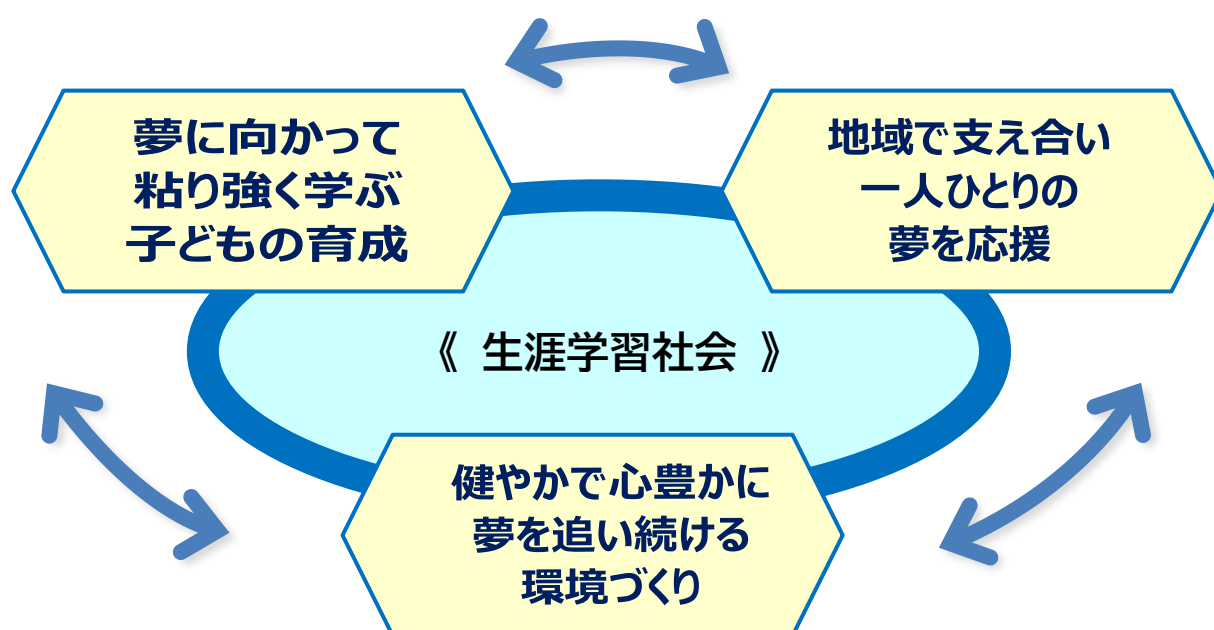 夢に向かって
粘り強く学ぶ
子どもの育成
地域で支え合い
一人ひとりの
夢を応援
《 生涯学習社会 》
健やかで心豊かに
夢を追い続ける
環境づくり